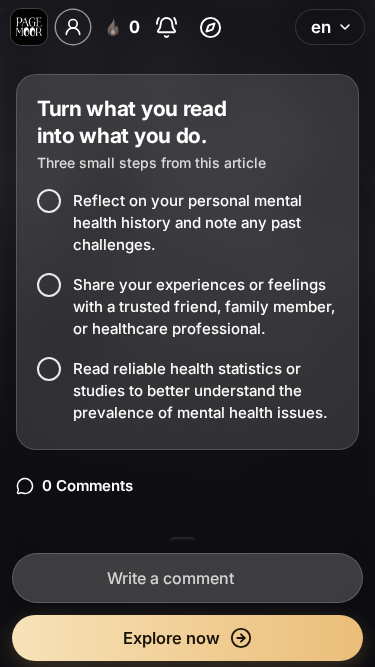 PAGE
MOOR
0
en
Turn what you read
into what you do.
Three small steps from this article
Reflect on your personal mental
health history and note any past
challenges.
Share your experiences or feelings
with a trusted friend, family member,
or healthcare professional.
Read reliable health statistics or
studies to better understand the
prevalence of mental health issues.
0 Comments
Write a comment
Explore now